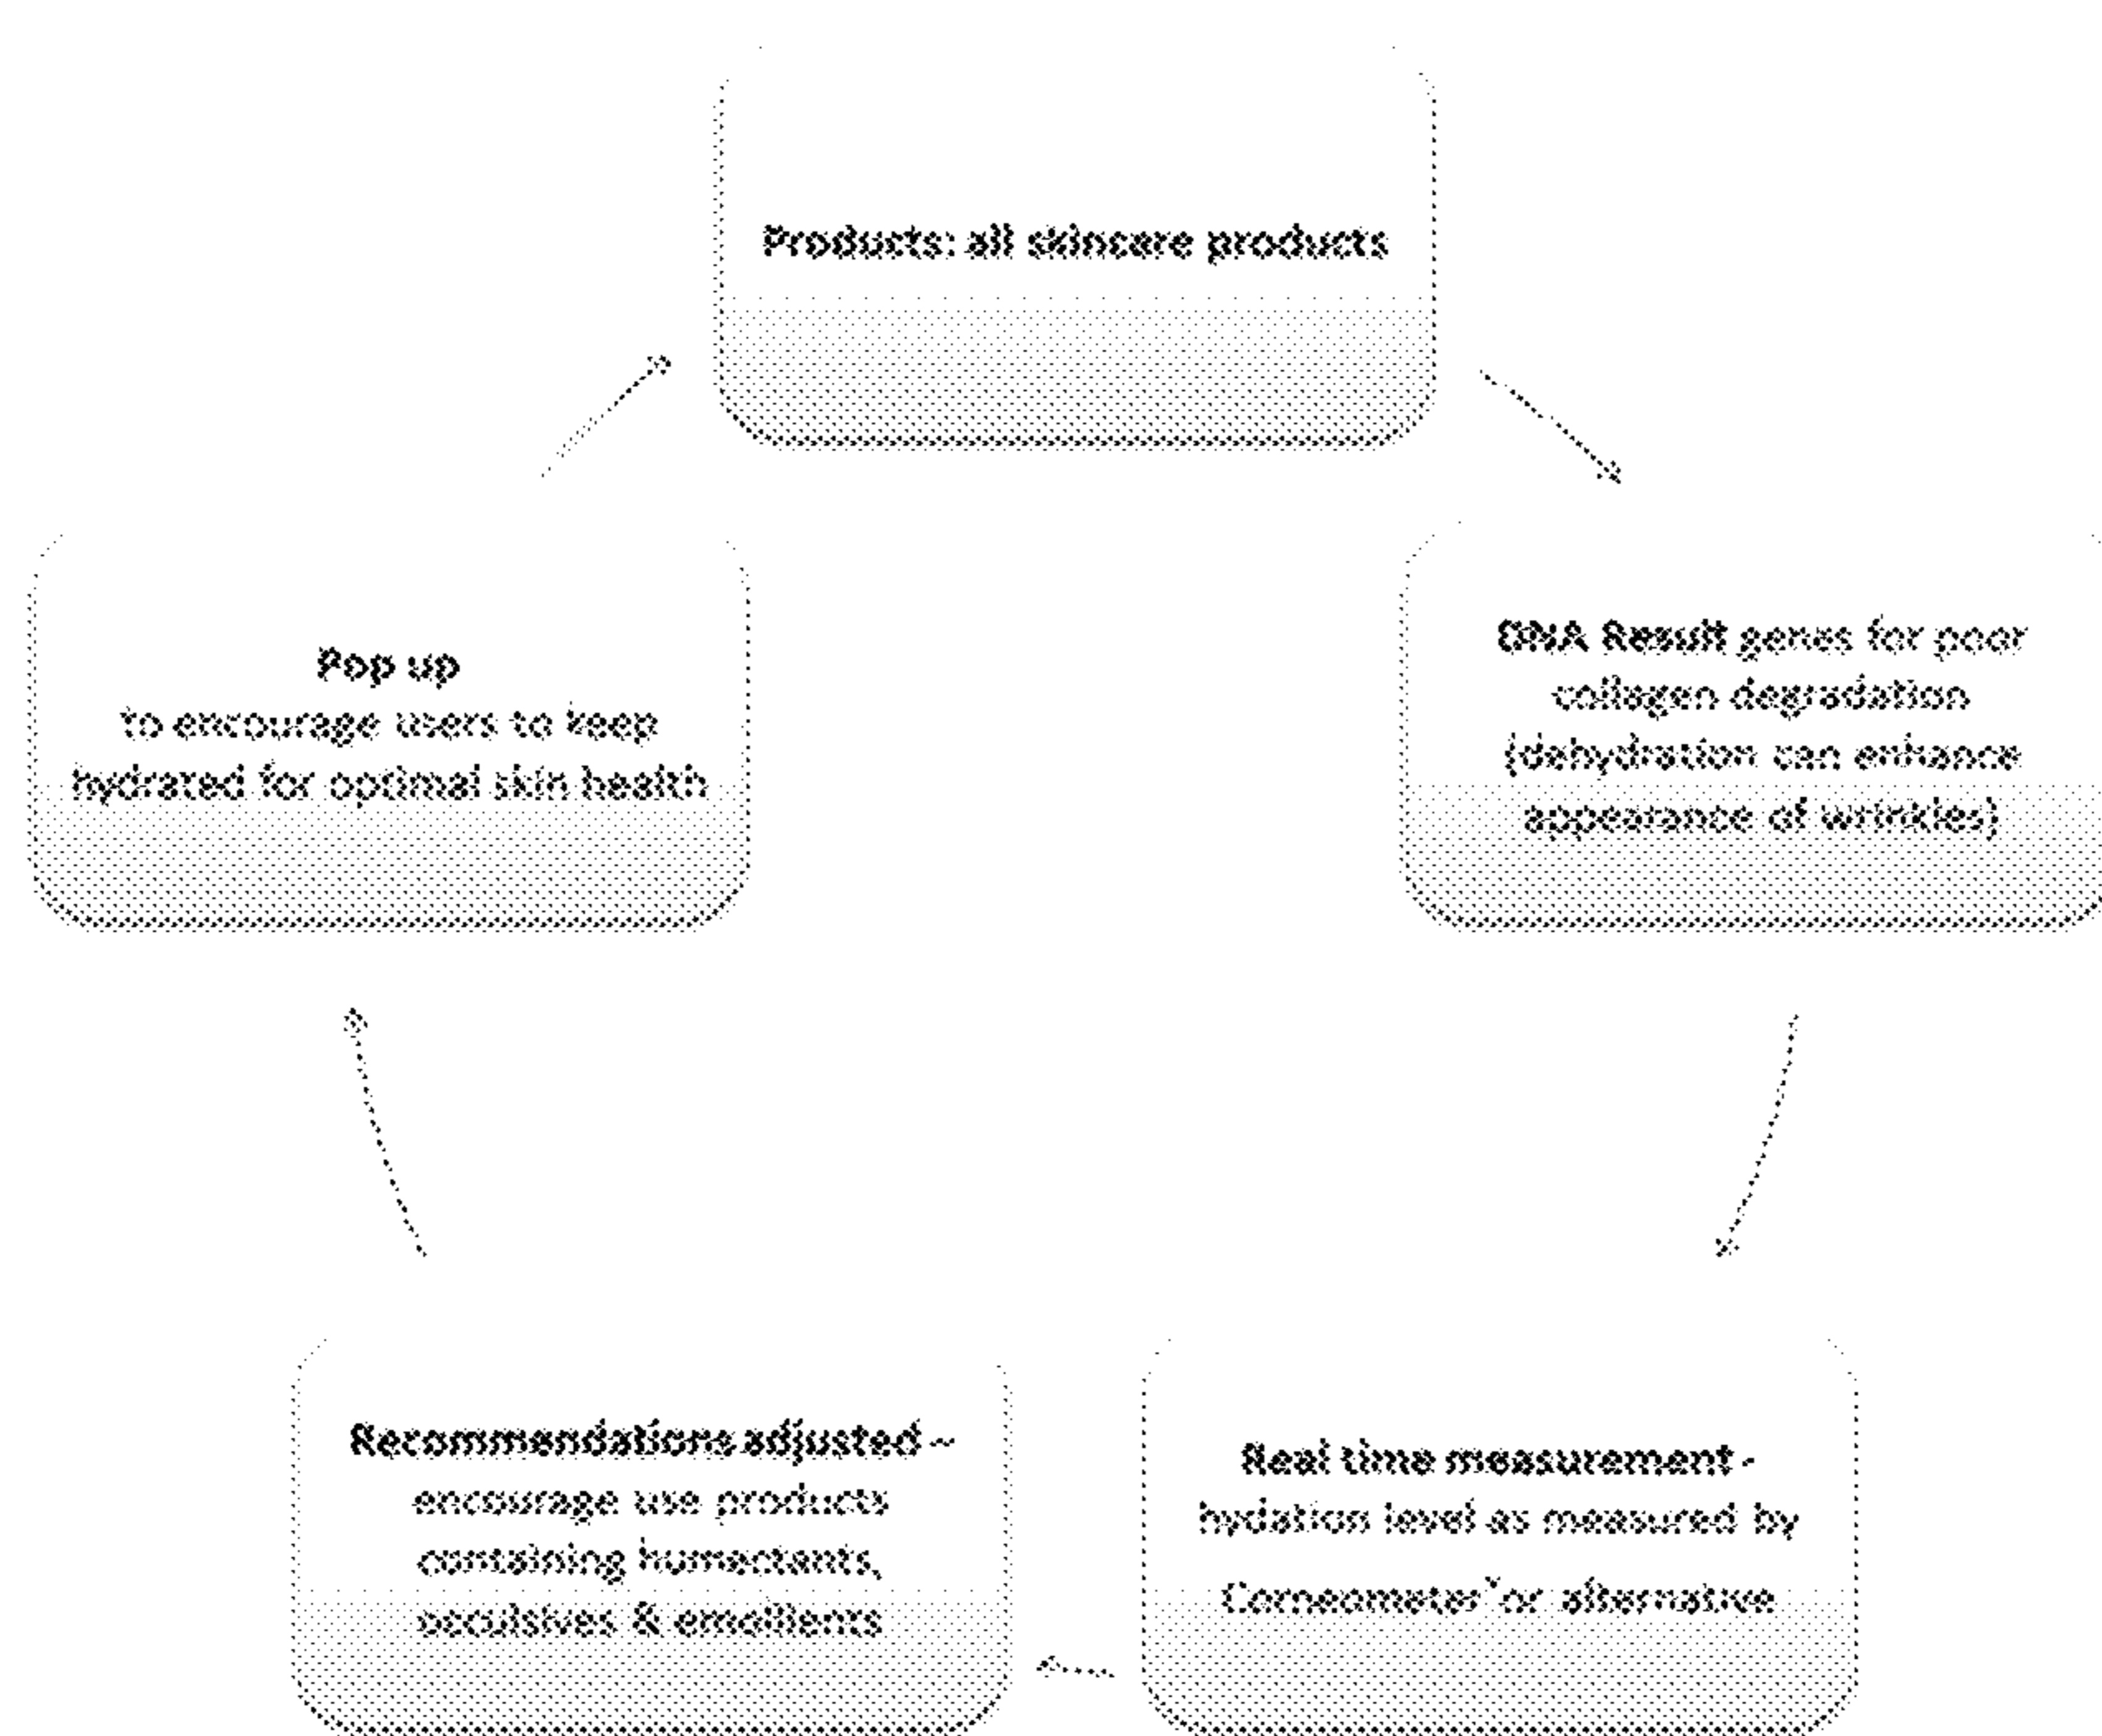 Products: all skincare products
DNA Result genes for poor
collagen degradation
(dehydration can enhance
appearance of wrinkles)
Real time measurement -
hydation level as measured by
Corneometer or alternative
Recommendations adjusted –
encourage use products
containing humectants,
occulsives & emollients
Pop up
to encourage users to keep
hydrated for optimal skin health